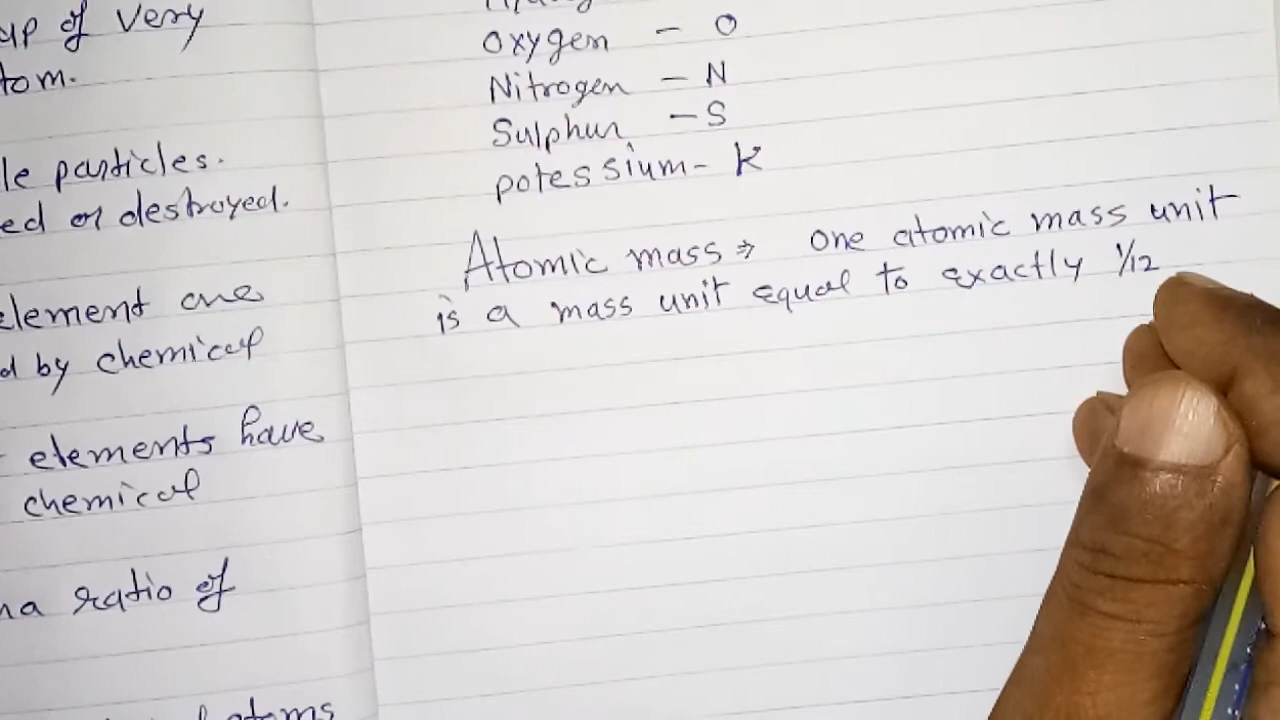 up of very
tom.
le particles.
ed or destroyed.
element are
d by chemical
elements have
chemical
na ratio of
atoms
Oxygen - O
Nitrogen - N
Sulphur - S
potessium - K
Atomic mass ⇒ One atomic mass unit
is a mass unit equal to exactly 1/12